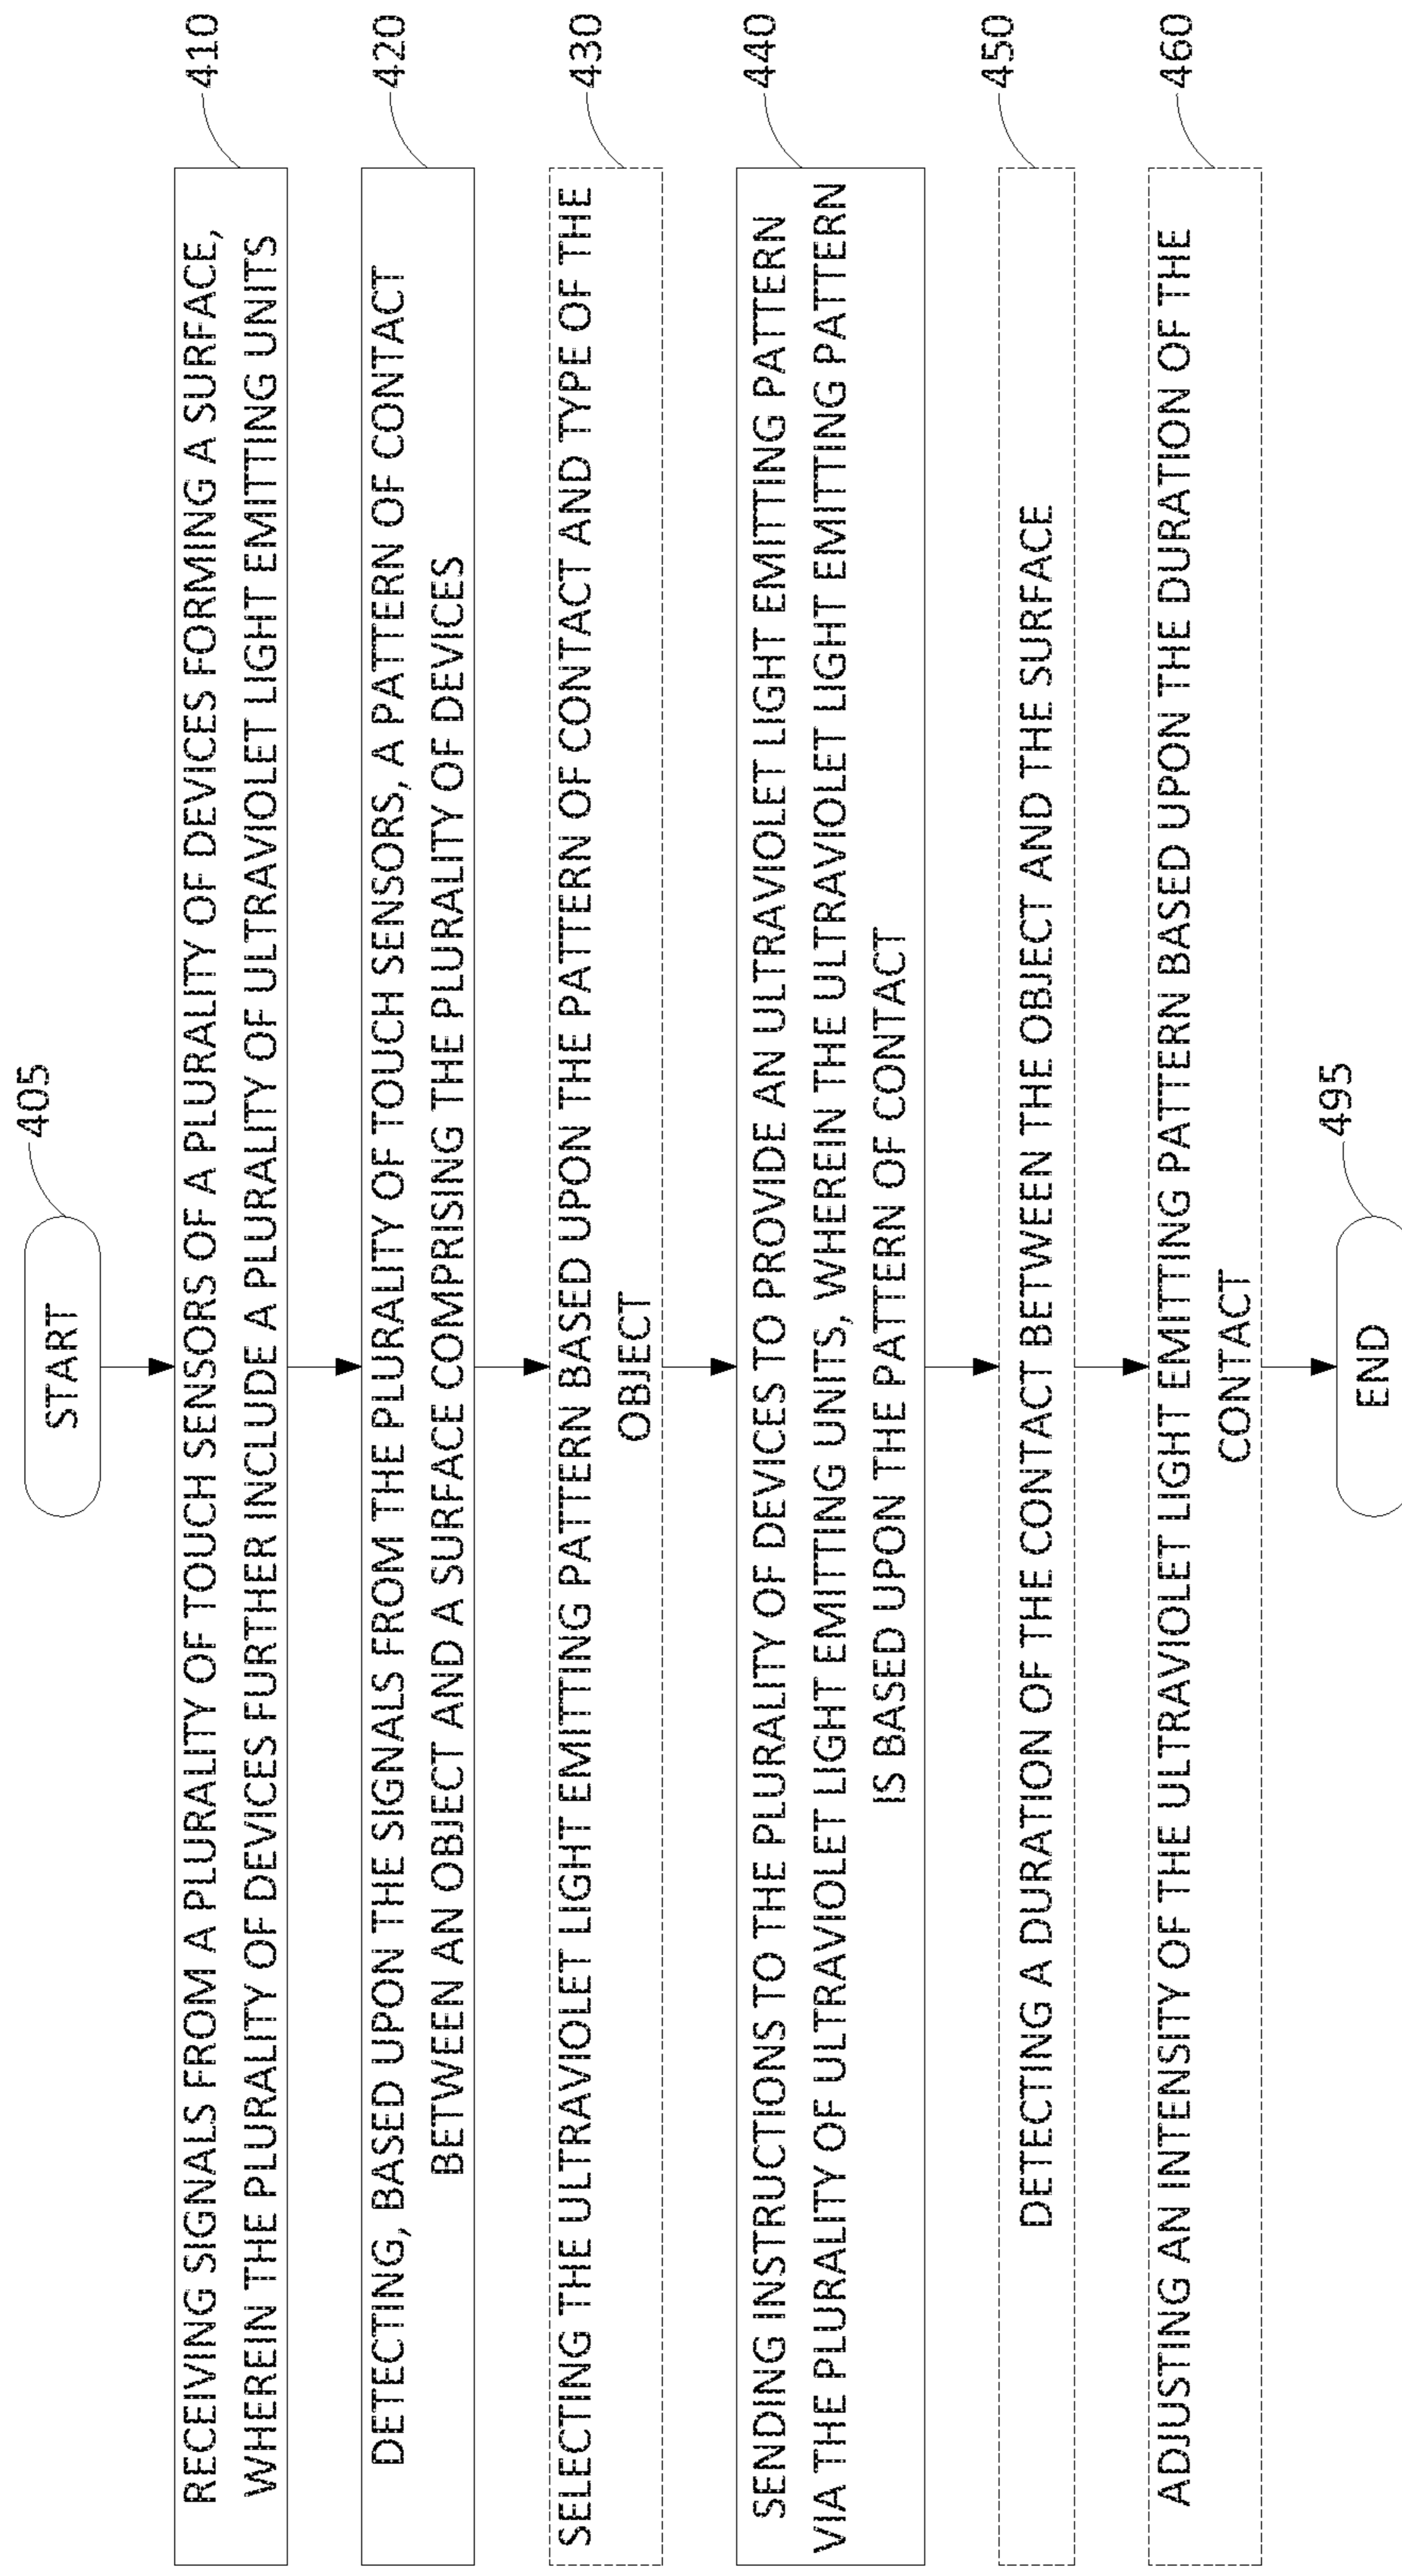 405
START
410
RECEIVING SIGNALS FROM A PLURALITY OF TOUCH SENSORS OF A PLURALITY OF DEVICES FORMING A SURFACE,
WHEREIN THE PLURALITY OF DEVICES FURTHER INCLUDE A PLURALITY OF ULTRAVIOLET LIGHT EMITTING UNITS
420
DETECTING, BASED UPON THE SIGNALS FROM THE PLURALITY OF TOUCH SENSORS, A PATTERN OF CONTACT
BETWEEN AN OBJECT AND A SURFACE COMPRISING THE PLURALITY OF DEVICES
430
SELECTING THE ULTRAVIOLET LIGHT EMITTING PATTERN BASED UPON THE PATTERN OF CONTACT AND TYPE OF THE
OBJECT
440
SENDING INSTRUCTIONS TO THE PLURALITY OF DEVICES TO PROVIDE AN ULTRAVIOLET LIGHT EMITTING PATTERN
VIA THE PLURALITY OF ULTRAVIOLET LIGHT EMITTING UNITS, WHEREIN THE ULTRAVIOLET LIGHT EMITTING PATTERN
IS BASED UPON THE PATTERN OF CONTACT
450
DETECTING A DURATION OF THE CONTACT BETWEEN THE OBJECT AND THE SURFACE
460
ADJUSTING AN INTENSITY OF THE ULTRAVIOLET LIGHT EMITTING PATTERN BASED UPON THE DURATION OF THE
CONTACT
495
END